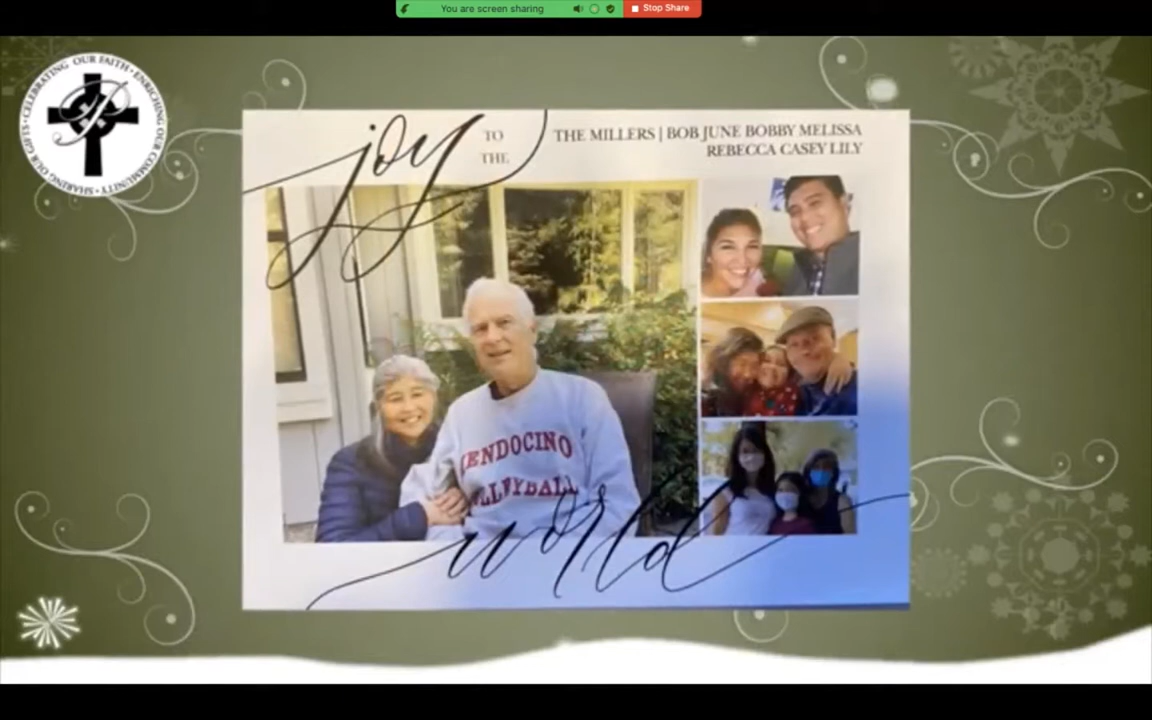 You are screen sharing
Stop Share
CELEBRATING OUR FAITH • ENRICHING OUR COMMUNITY • SHARING OUR GIFTS •
joy TO
THE
THE MILLERS | BOB JUNE BOBBY MELISSA
REBECCA CASEY LILY
ENDOCINO
world